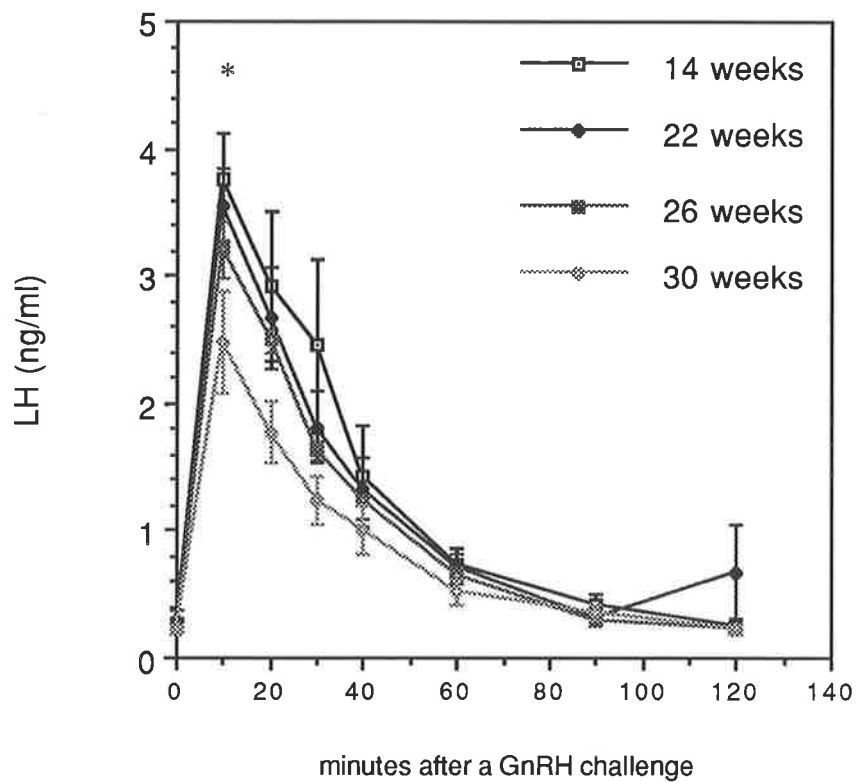 5
4
3
2
1
0
LH (ng/ml)
*
14 weeks
22 weeks
26 weeks
30 weeks
0 20 40 60 80 100 120 140
minutes after a GnRH challenge